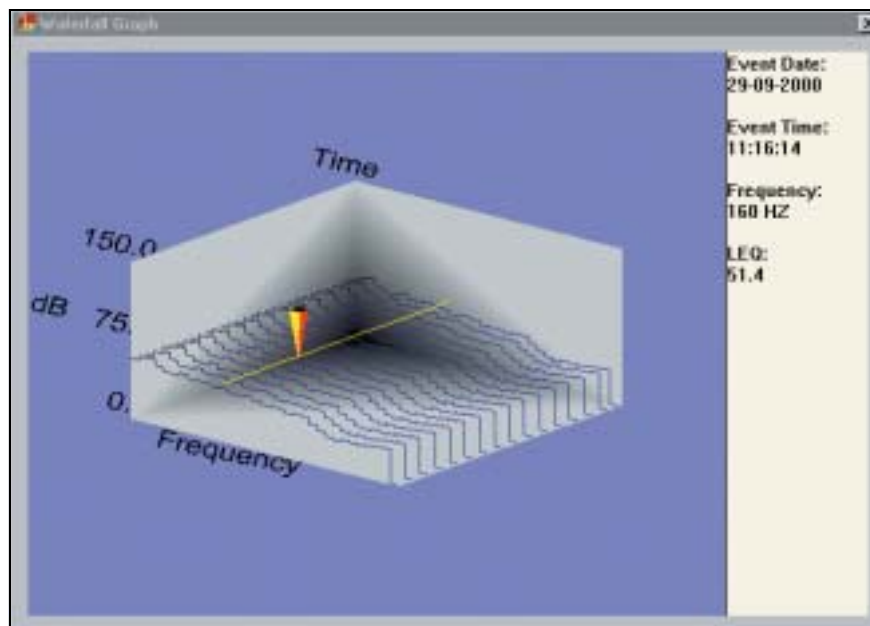 Waterfall Graph
Time
150.0
dB
75.
0.
Frequency
Event Date:
29-09-2000
Event Time:
11:16:14
Frequency:
160 HZ
LEQ:
51.4